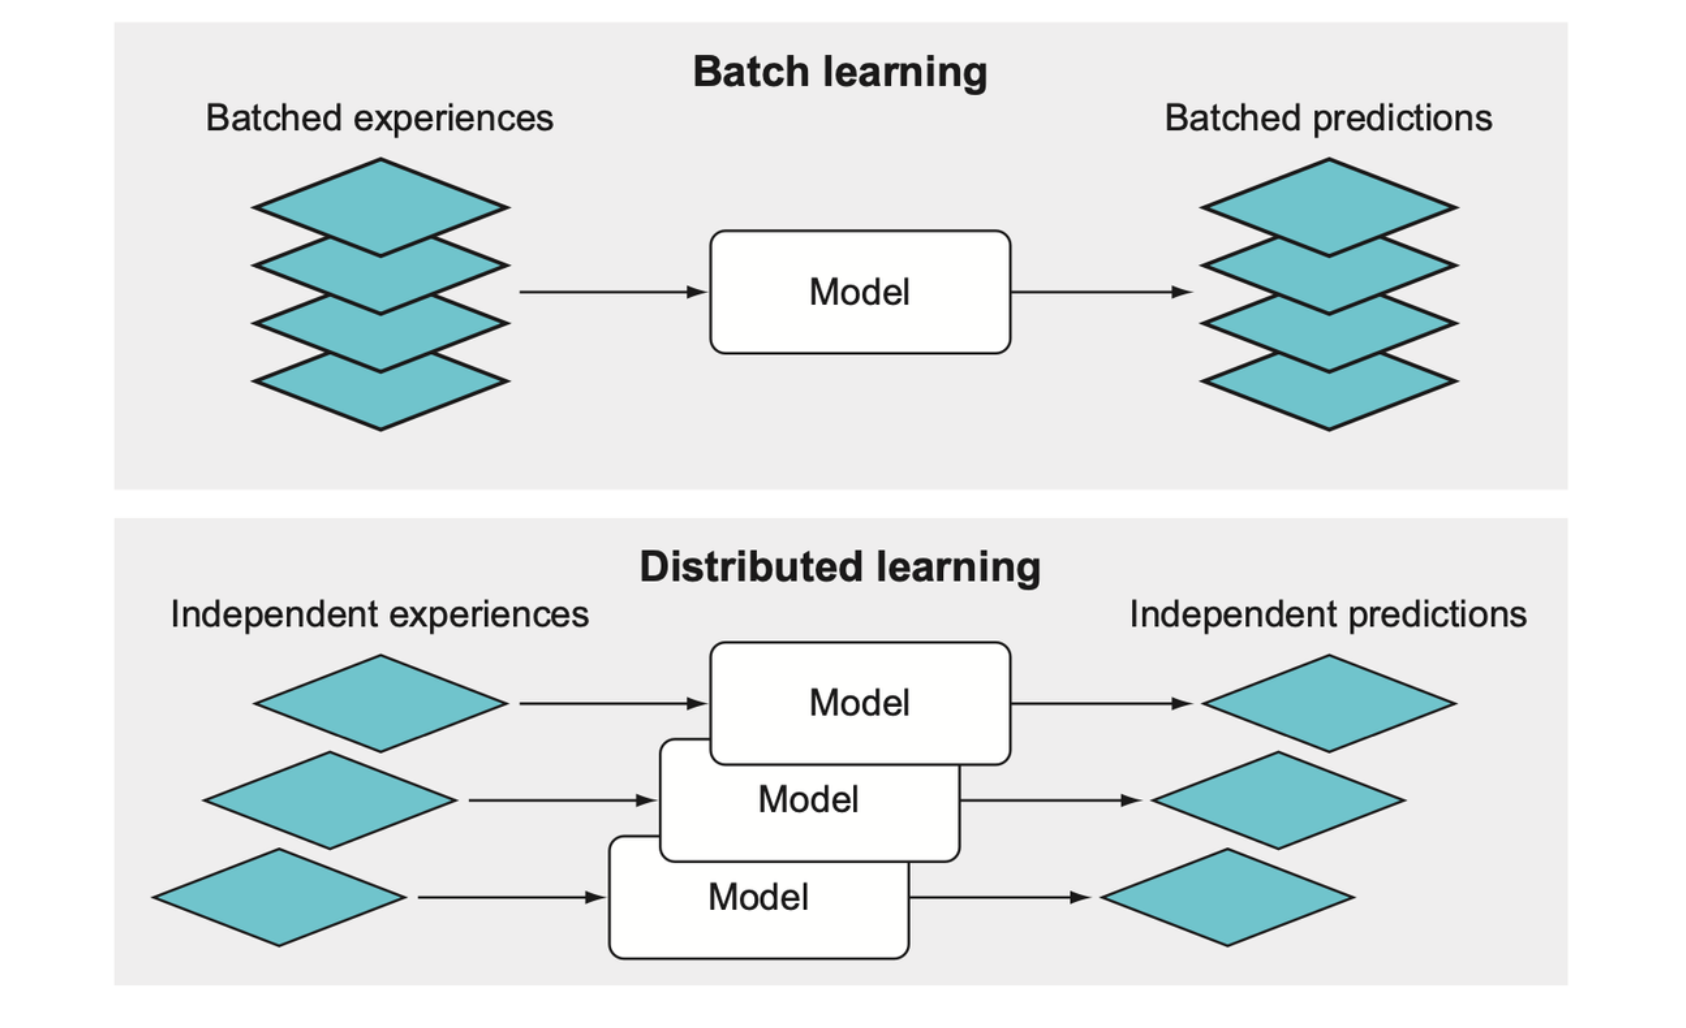 Batch learning
Batched experiences
Batched predictions
Model
Distributed learning
Independent experiences
Independent predictions
Model
Model
Model